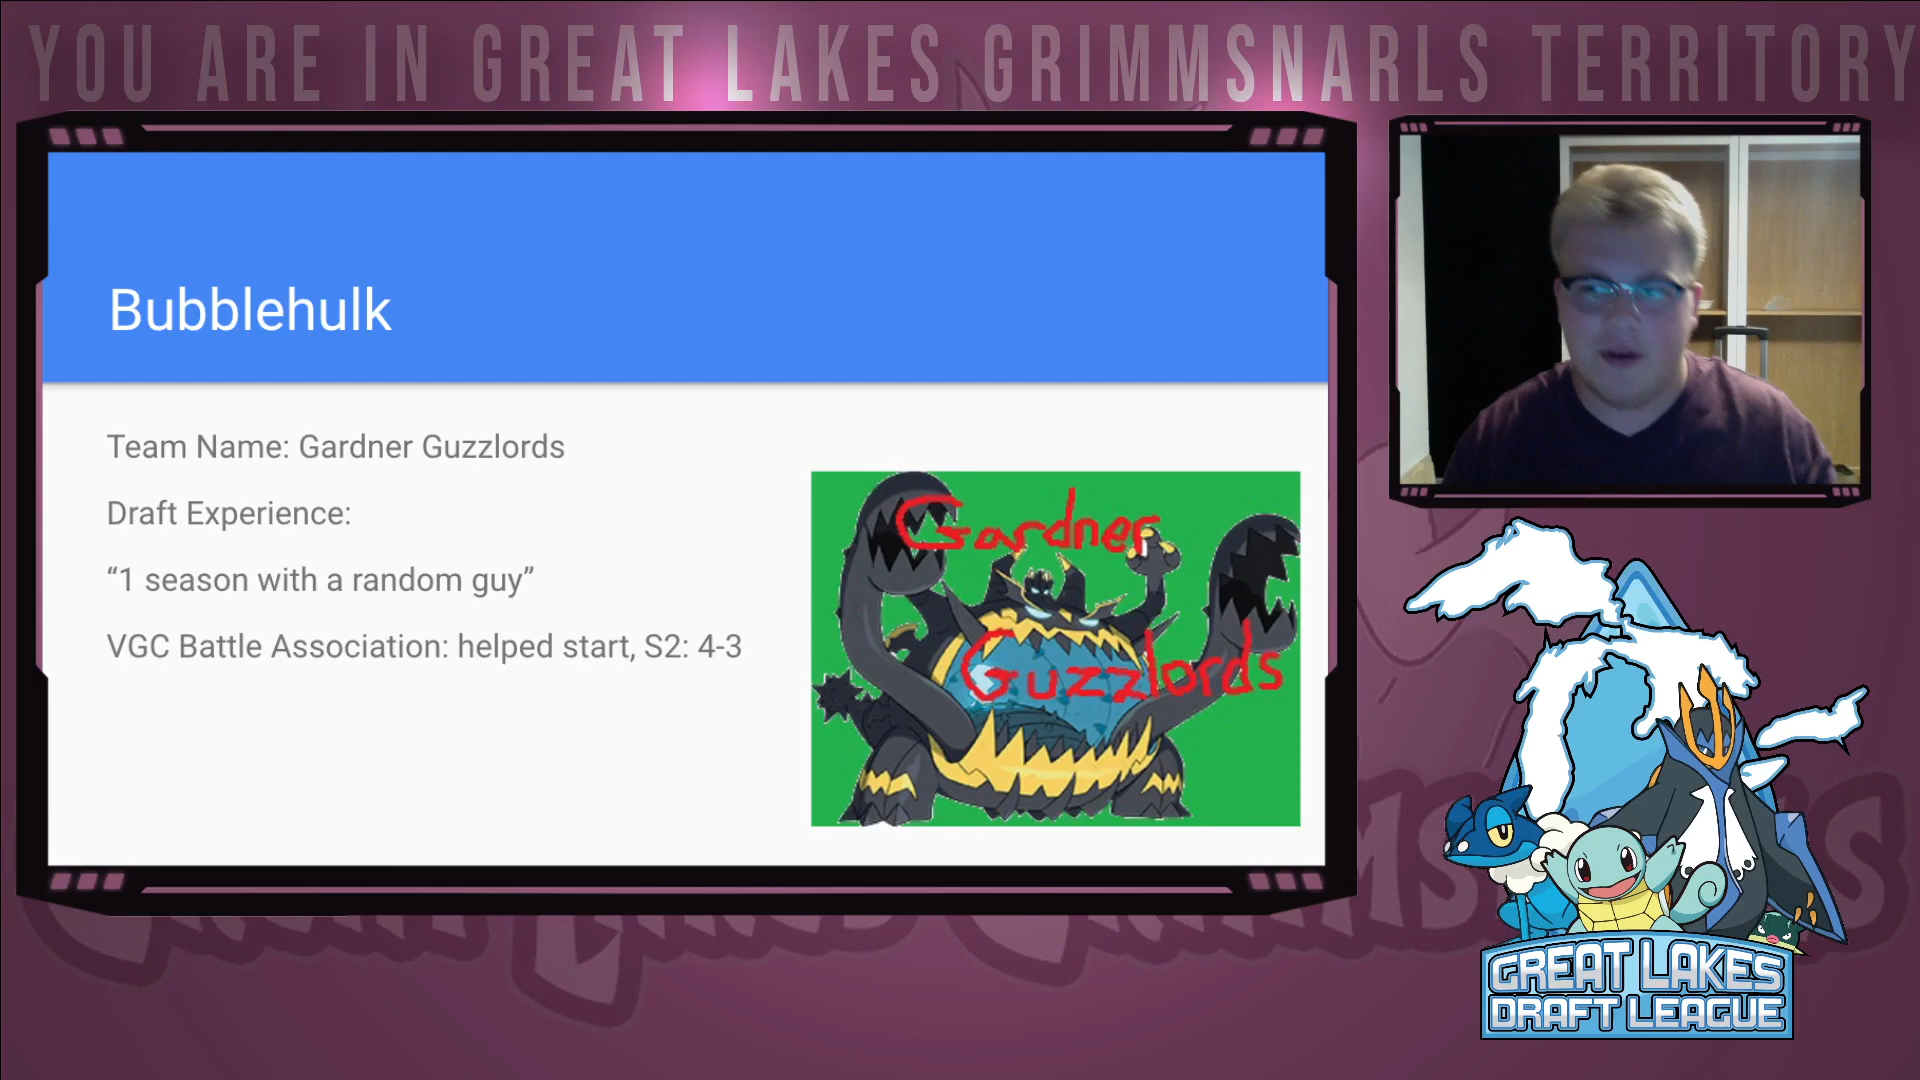 YOU ARE IN GREAT LAKES GRIMMSNARLS TERRITORY
Bubblehulk
Team Name: Gardner Guzzlords
Draft Experience:
“1 season with a random guy”
VGC Battle Association: helped start, S2: 4-3
Gardner
Guzzlords
GREAT LAKES
DRAFT LEAGUE